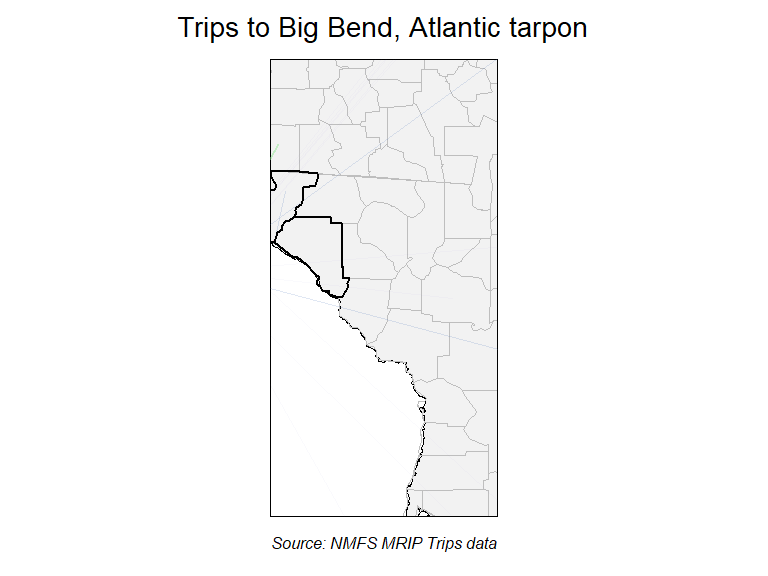 Trips to Big Bend, Atlantic tarpon
Source: NMFS MRIP Trips data